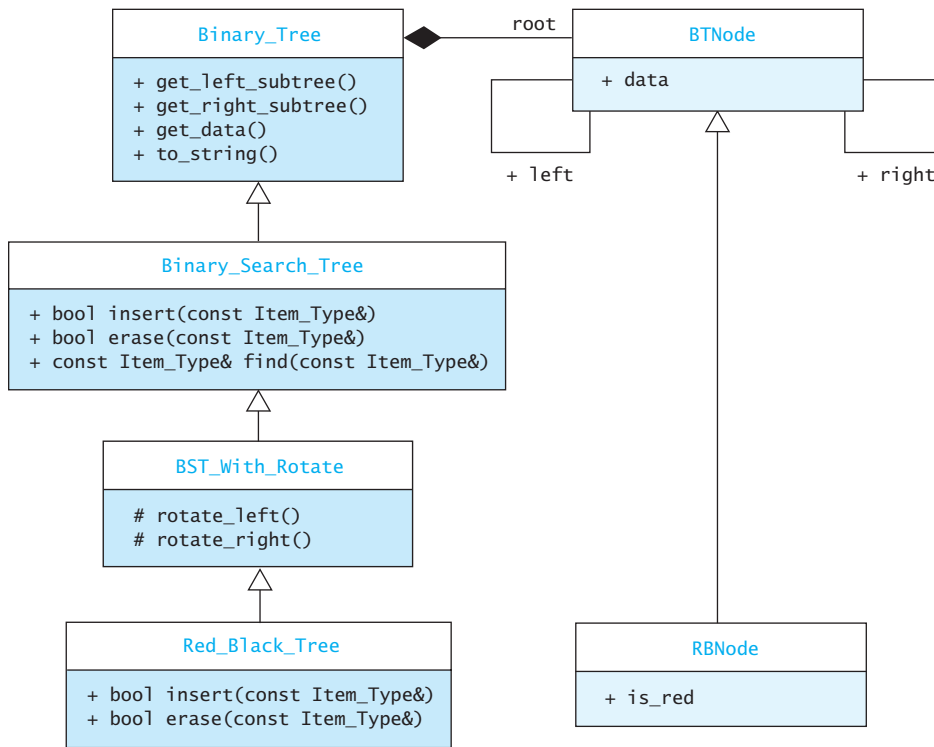 Binary_Tree
+ get_left_subtree()
+ get_right_subtree()
+ get_data()
+ to_string()
root
BTNode
+ data
+ left
+ right
Binary_Search_Tree
+ bool insert(const Item_Type&)
+ bool erase(const Item_Type&)
+ const Item_Type& find(const Item_Type&)
BST_With_Rotate
# rotate_left()
# rotate_right()
Red_Black_Tree
+ bool insert(const Item_Type&)
+ bool erase(const Item_Type&)
RBNode
+ is_red